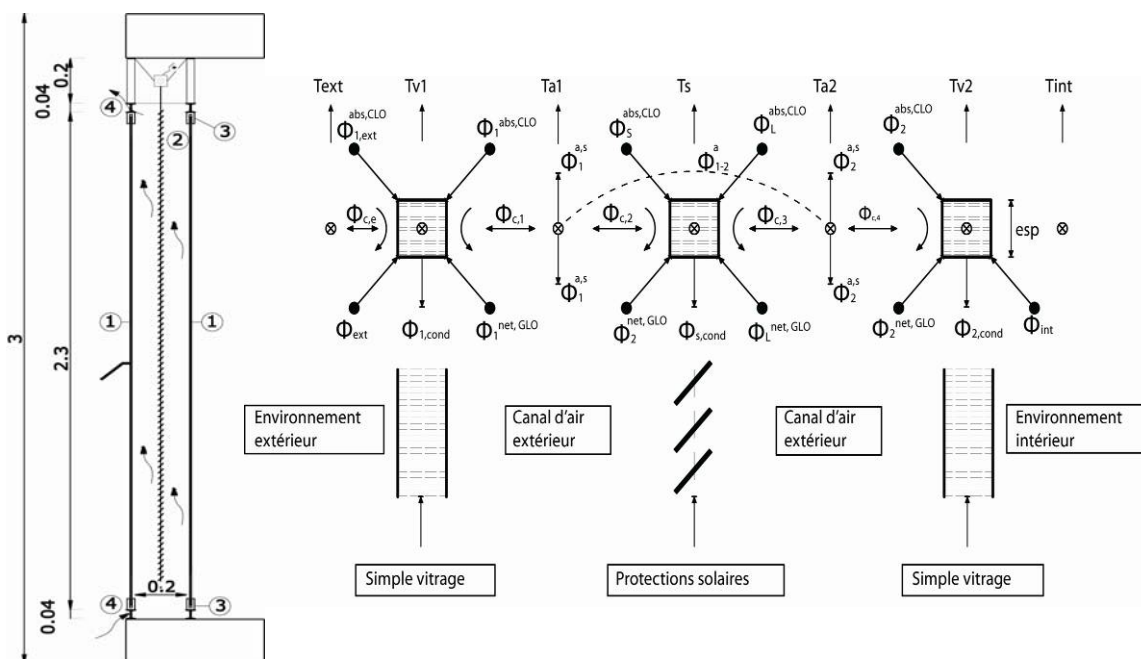 3
0.04
0.2
2.3
0.04
4
2
3
1
1
0.2
4
3
Text Tv1 Ta1 Ts Ta2 Tv2 Tint
Φ1,ext abs,CLO Φ1 abs,CLO Φ1 a,s ΦS abs,CLO Φ1-2 a ΦL abs,CLO Φ2 a,s Φ2 abs,CLO
Φc,e Φc,1 Φc,2 Φc,3 Φc,4 esp
Φext Φ1,cond Φ1 net, GLO Φ1 a,s Φ2 net, GLO Φs,cond ΦL net, GLO Φ2 a,s Φ2 net, GLO Φ2,cond Φint
Environnement
extérieur
Canal d'air
extérieur
Canal d'air
extérieur
Environnement
intérieur
Simple vitrage
Protections solaires
Simple vitrage